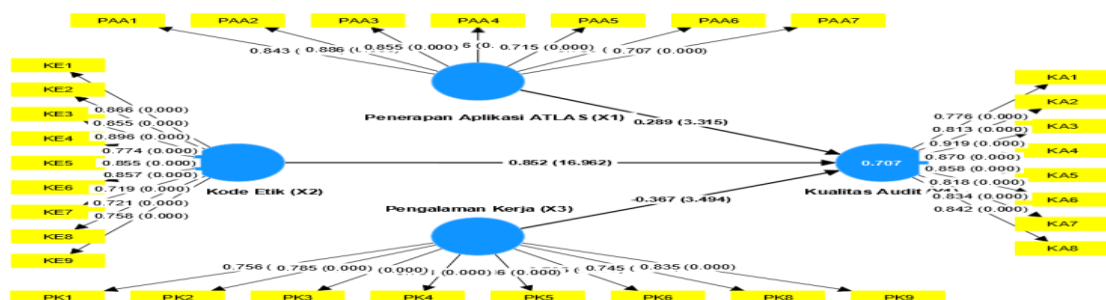 PAA1 PAA2 PAA3 PAA4 PAA5 PAA6 PAA7
0.843 0.886 0.855 (0.000) 0.715 (0.000) 0.707 (0.000)
Penerapan Aplikasi ATLAS (X1)
KE1
KE2
KE3
KE4
KE5
KE6
KE7
KE8
KE9
0.866 (0.000)
0.855 (0.000)
0.896 (0.000)
0.774 (0.000)
0.855 (0.000)
0.857 (0.000)
0.719 (0.000)
0.721 (0.000)
0.758 (0.000)
Kode Etik (X2)
0.289 (3.315)
0.852 (16.962)
-0.367 (3.494)
0.707
KA1
KA2
KA3
KA4
KA5
KA6
KA7
KA8
0.776 (0.000)
0.813 (0.000)
0.919 (0.000)
0.870 (0.000)
0.858 (0.000)
0.818 (0.000)
0.834 (0.000)
0.842 (0.000)
Kualitas Audit
Pengalaman Kerja (X3)
0.756 0.785 (0.000) (0.000) (0.000) (0.000) 0.745 0.835 (0.000)
PK1 PK2 PK3 PK4 PK5 PK6 PK8 PK9